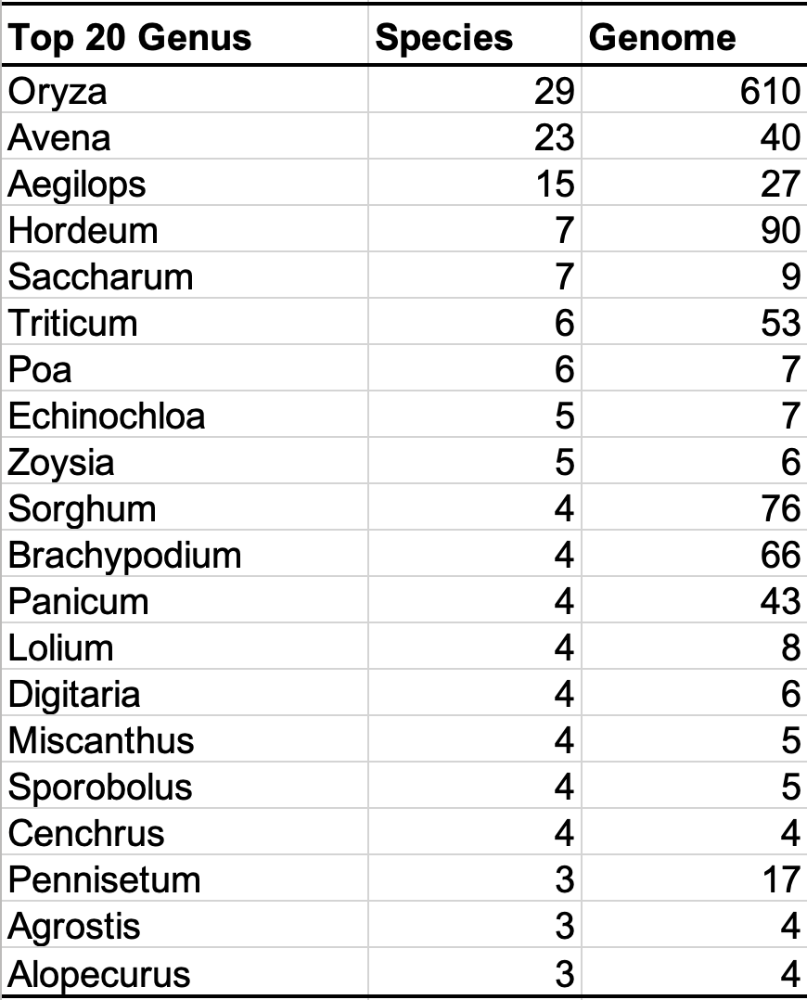 Top 20 Genus Species Genome
Oryza 29 610
Avena 23 40
Aegilops 15 27
Hordeum 7 90
Saccharum 7 9
Triticum 6 53
Poa 6 7
Echinochloa 5 7
Zoysia 5 6
Sorghum 4 76
Brachypodium 4 66
Panicum 4 43
Lolium 4 8
Digitaria 4 6
Miscanthus 4 5
Sporobolus 4 5
Cenchrus 4 4
Pennisetum 3 17
Agrostis 3 4
Alopecurus 3 4